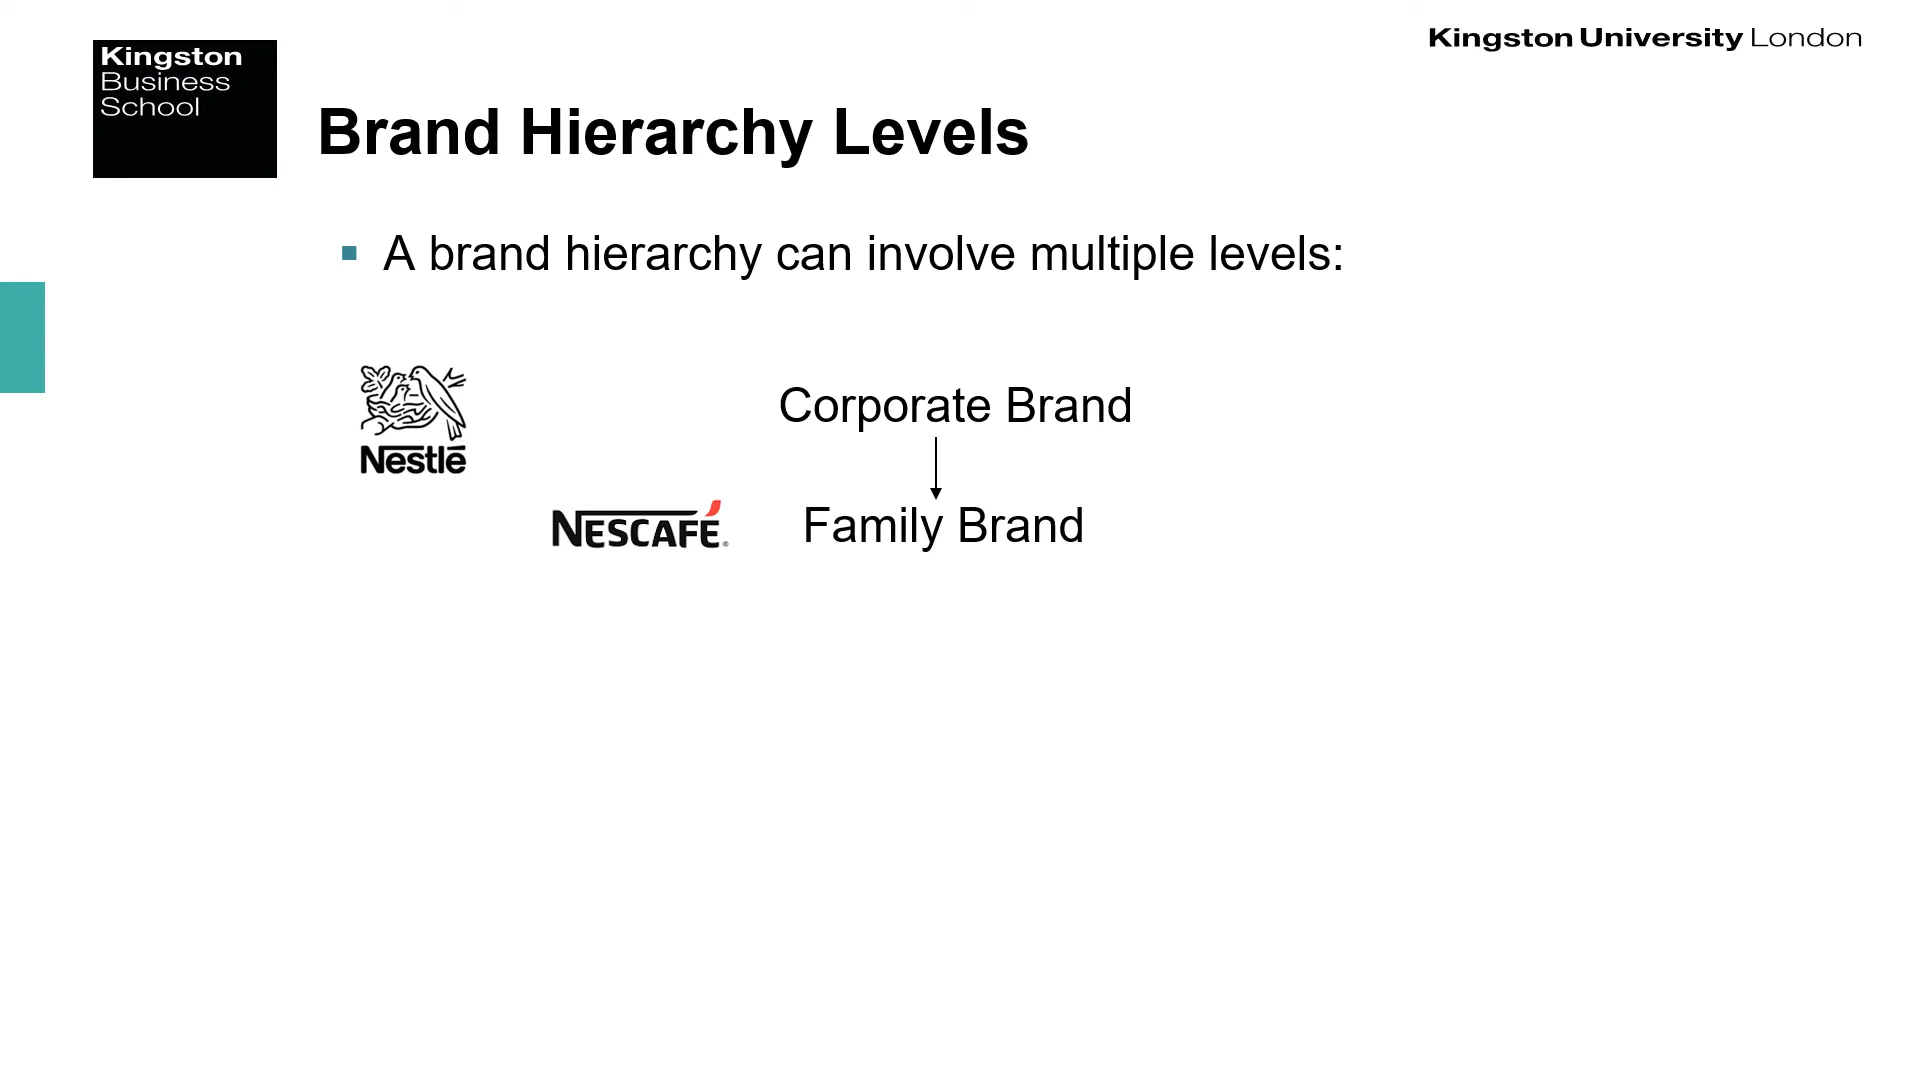 Kingston University London
Kingston
Business
School
Brand Hierarchy Levels
A brand hierarchy can involve multiple levels:
Nestlé
Corporate Brand
NESCAFÉ®
Family Brand